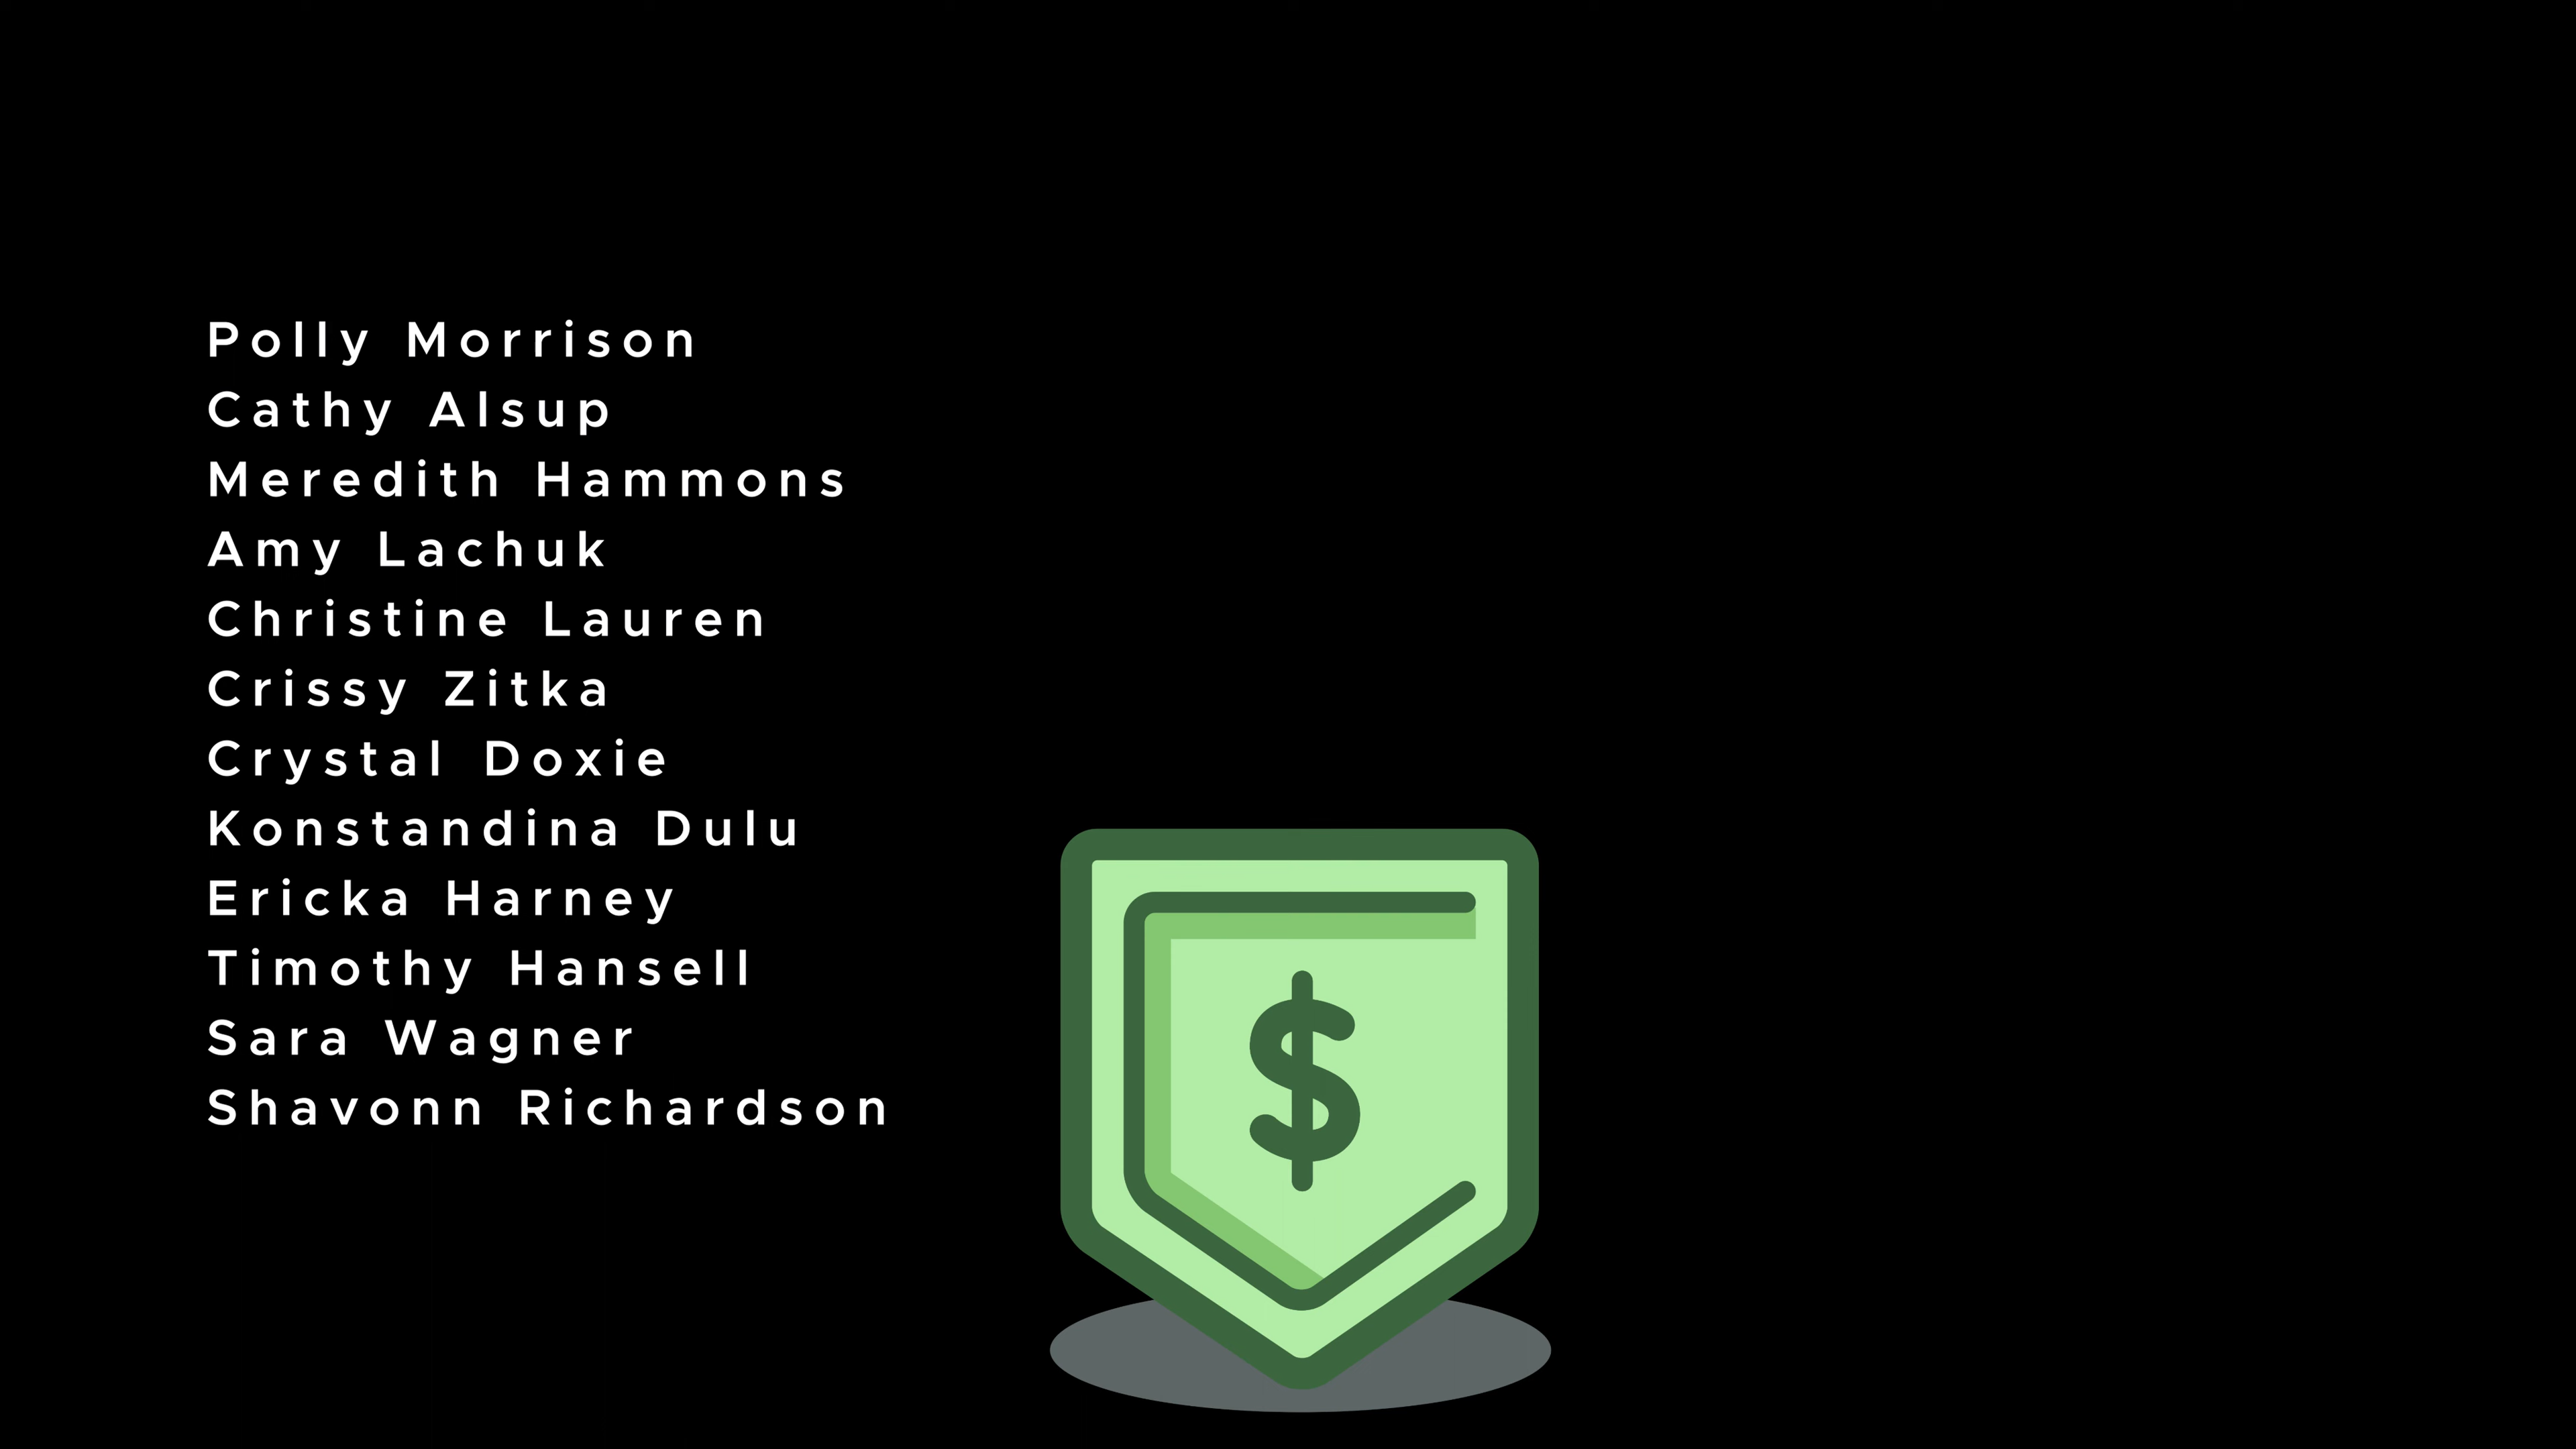 Polly Morrison
Cathy Alsup
Meredith Hammons
Amy Lachuk
Christine Lauren
Crissy Zitka
Crystal Doxie
Konstandina Dulu
Ericka Harney
Timothy Hansell
Sara Wagner
Shavonn Richardson
$